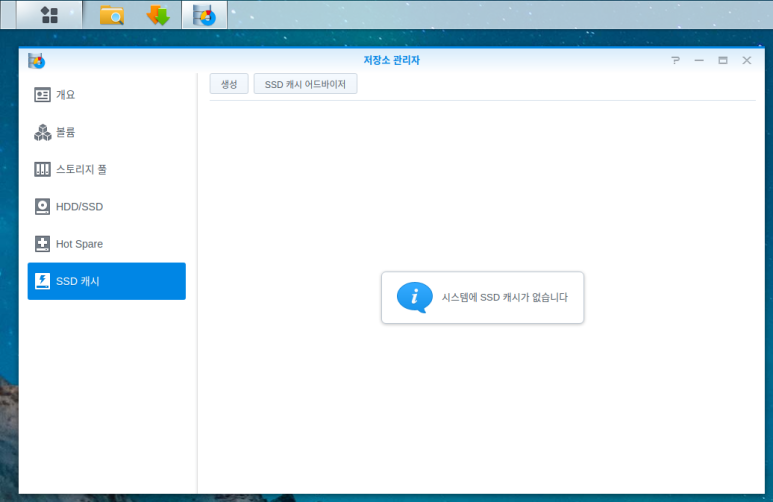 저장소 관리자
개요
볼륨
스토리지 풀
HDD/SSD
Hot Spare
SSD 캐시
생성 SSD 캐시 어드바이저
시스템에 SSD 캐시가 없습니다